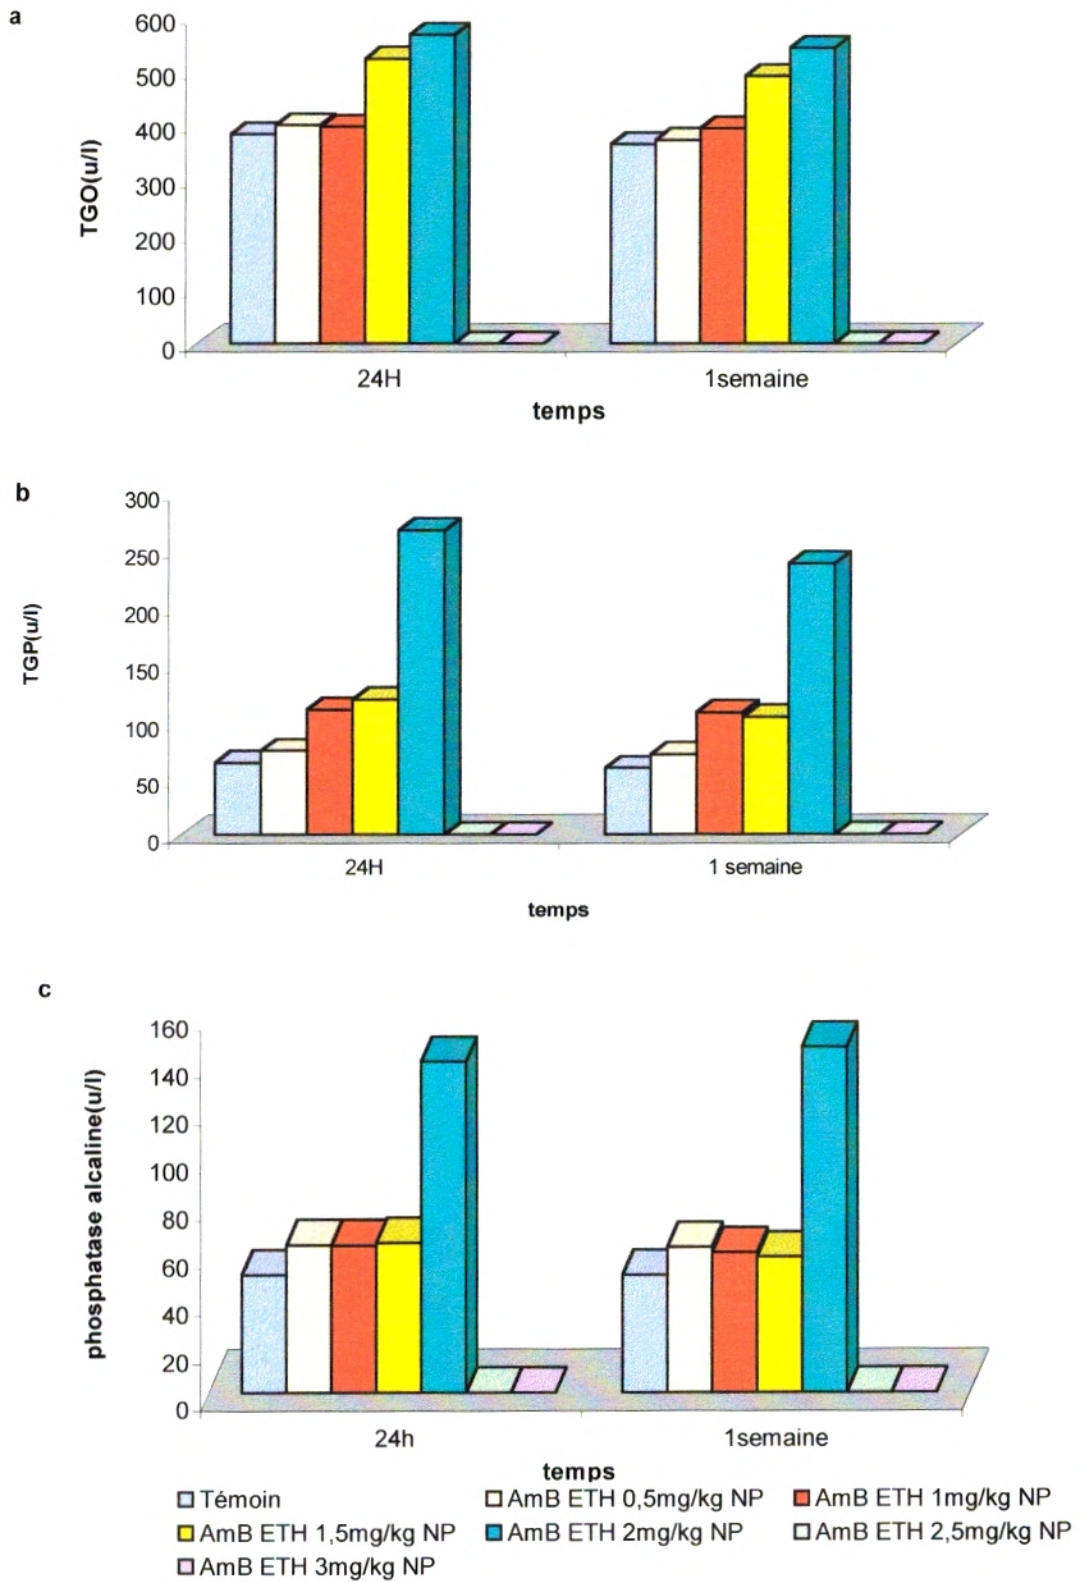 a
600
500
400
300
200
100
0
TGO(u/l)
24H
1semaine
temps
b
300
250
200
150
100
50
0
TGP(u/l)
24H
1 semaine
temps
c
160
140
120
100
80
60
40
20
0
phosphatase alcaline(u/l)
24h
1semaine
temps
Témoin
AmB ETH 0,5mg/kg NP
AmB ETH 1mg/kg NP
AmB ETH 1,5mg/kg NP
AmB ETH 2mg/kg NP
AmB ETH 2,5mg/kg NP
AmB ETH 3mg/kg NP